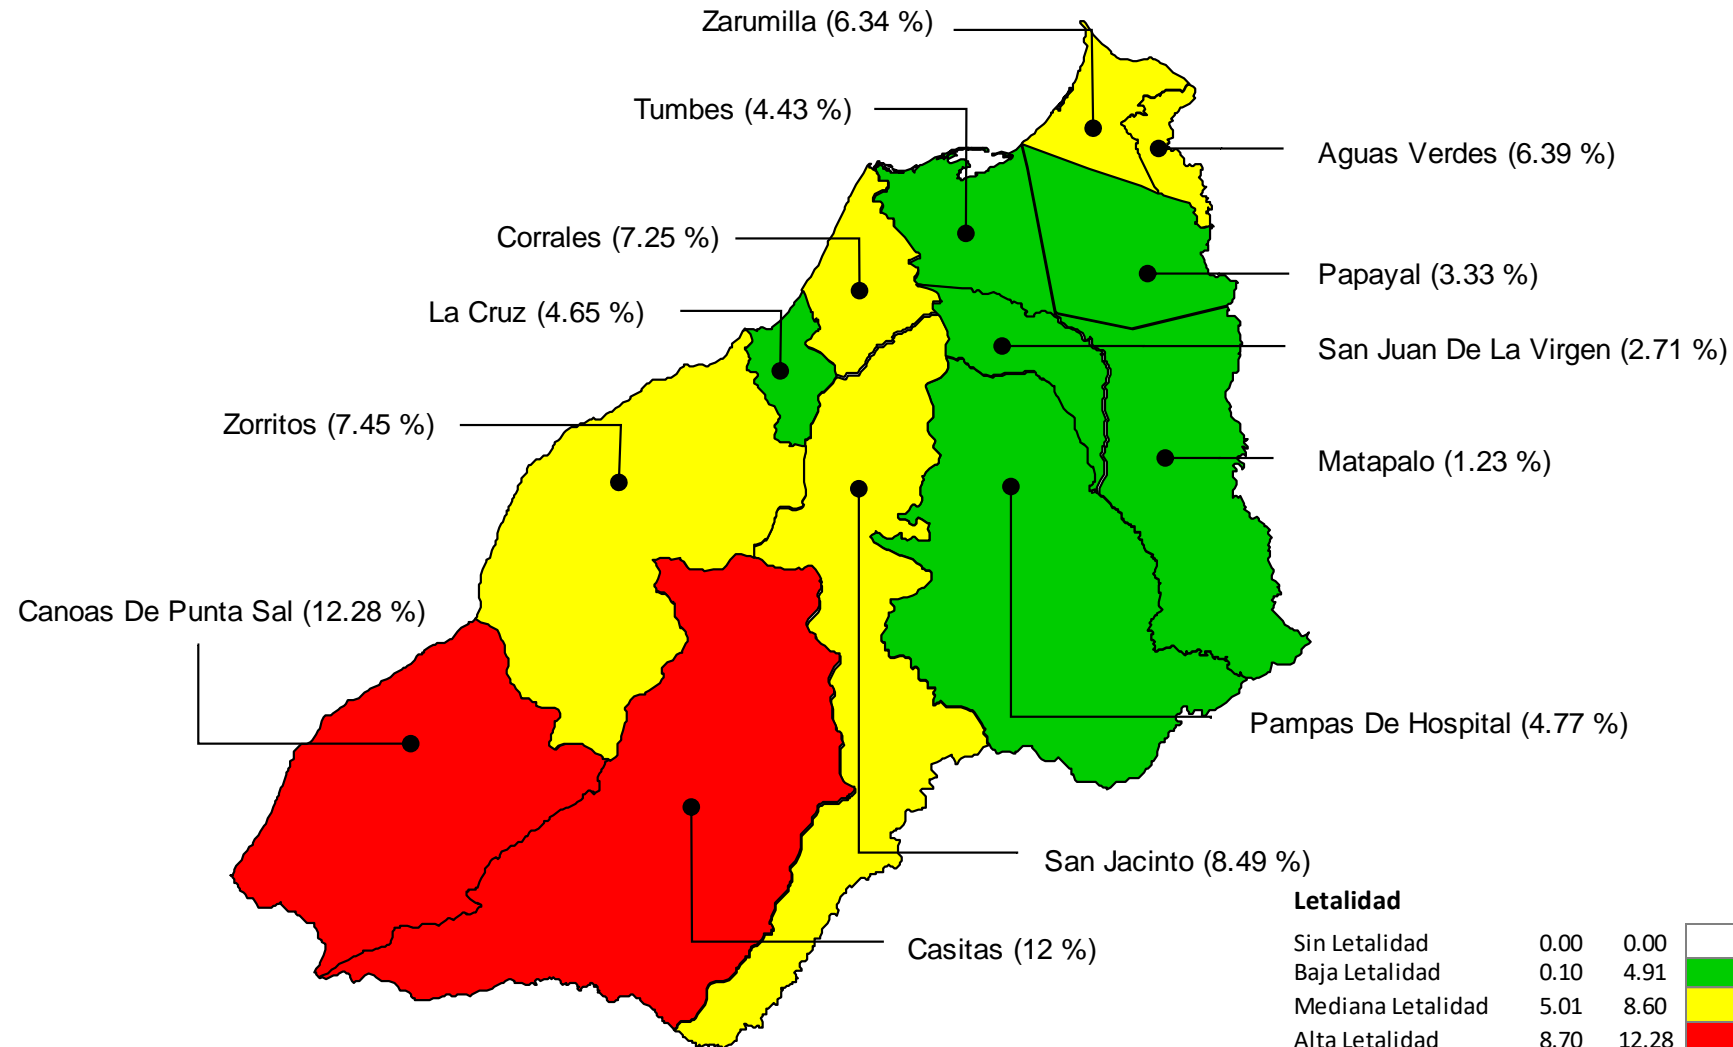 Zarumilla (6.34 %)
Tumbes (4.43 %)
Aguas Verdes (6.39 %)
Corrales (7.25 %)
Papayal (3.33 %)
La Cruz (4.65 %)
San Juan De La Virgen (2.71 %)
Zorritos (7.45 %)
Matapalo (1.23 %)
Canoas De Punta Sal (12.28 %)
Pampas De Hospital (4.77 %)
San Jacinto (8.49 %)
Casitas (12 %)
Letalidad
Sin Letalidad 0.00 0.00
Baja Letalidad 0.10 4.91
Mediana Letalidad 5.01 8.60
Alta Letalidad 8.70 12.28